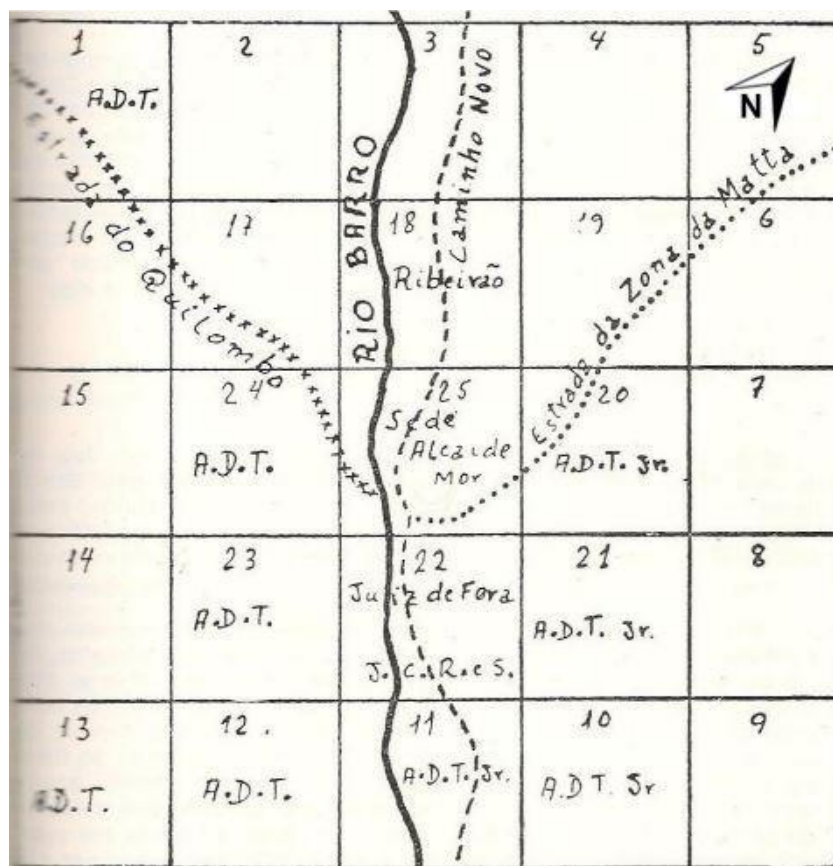 1 2 3 4 5
A.D.T.
N
Estrada do Quilombo
RIO BARRO
Caminho Novo
Estrada da Zona da Matta
16 17 18 19 6
Ribeirão
15 24 25 20 7
Séde
Alcaide
Mor
A.D.T. A.D.T. Jr.
14 23 22 21 8
Juiz de Fora
A.D.T. A.D.T. Jr.
J. C. R. e S.
13 12. 11 10 9
A.D.T. A.D.T. A.D.T. Jr. A.D T. Jr